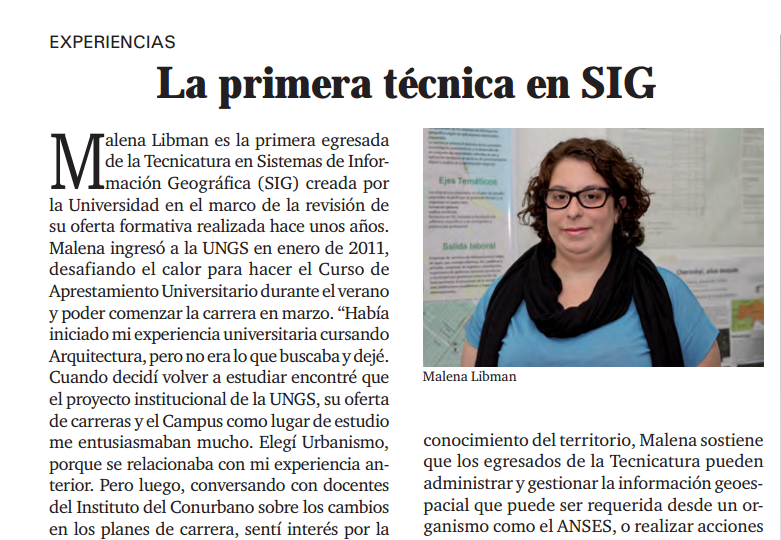 EXPERIENCIAS
La primera técnica en SIG
Malena Libman es la primera egresada
de la Tecnicatura en Sistemas de Infor-
mación Geográfica (SIG) creada por
la Universidad en el marco de la revisión de
su oferta formativa realizada hace unos años.
Malena ingresó a la UNGS en enero de 2011,
desafiando el calor para hacer el Curso de
Aprestamiento Universitario durante el verano
y poder comenzar la carrera en marzo. “Había
iniciado mi experiencia universitaria cursando
Arquitectura, pero no era lo que buscaba y dejé.
Cuando decidí volver a estudiar encontré que
el proyecto institucional de la UNGS, su oferta
de carreras y el Campus como lugar de estudio
me entusiasmaban mucho. Elegí Urbanismo,
porque se relacionaba con mi experiencia an-
terior. Pero luego, conversando con docentes
del Instituto del Conurbano sobre los cambios
en los planes de carrera, sentí interés por la
Ejes Temáticos
Salida laboral
Malena Libman
conocimiento del territorio, Malena sostiene
que los egresados de la Tecnicatura pueden
administrar y gestionar la información geoes-
pacial que puede ser requerida desde un or-
ganismo como el ANSES, o realizar acciones